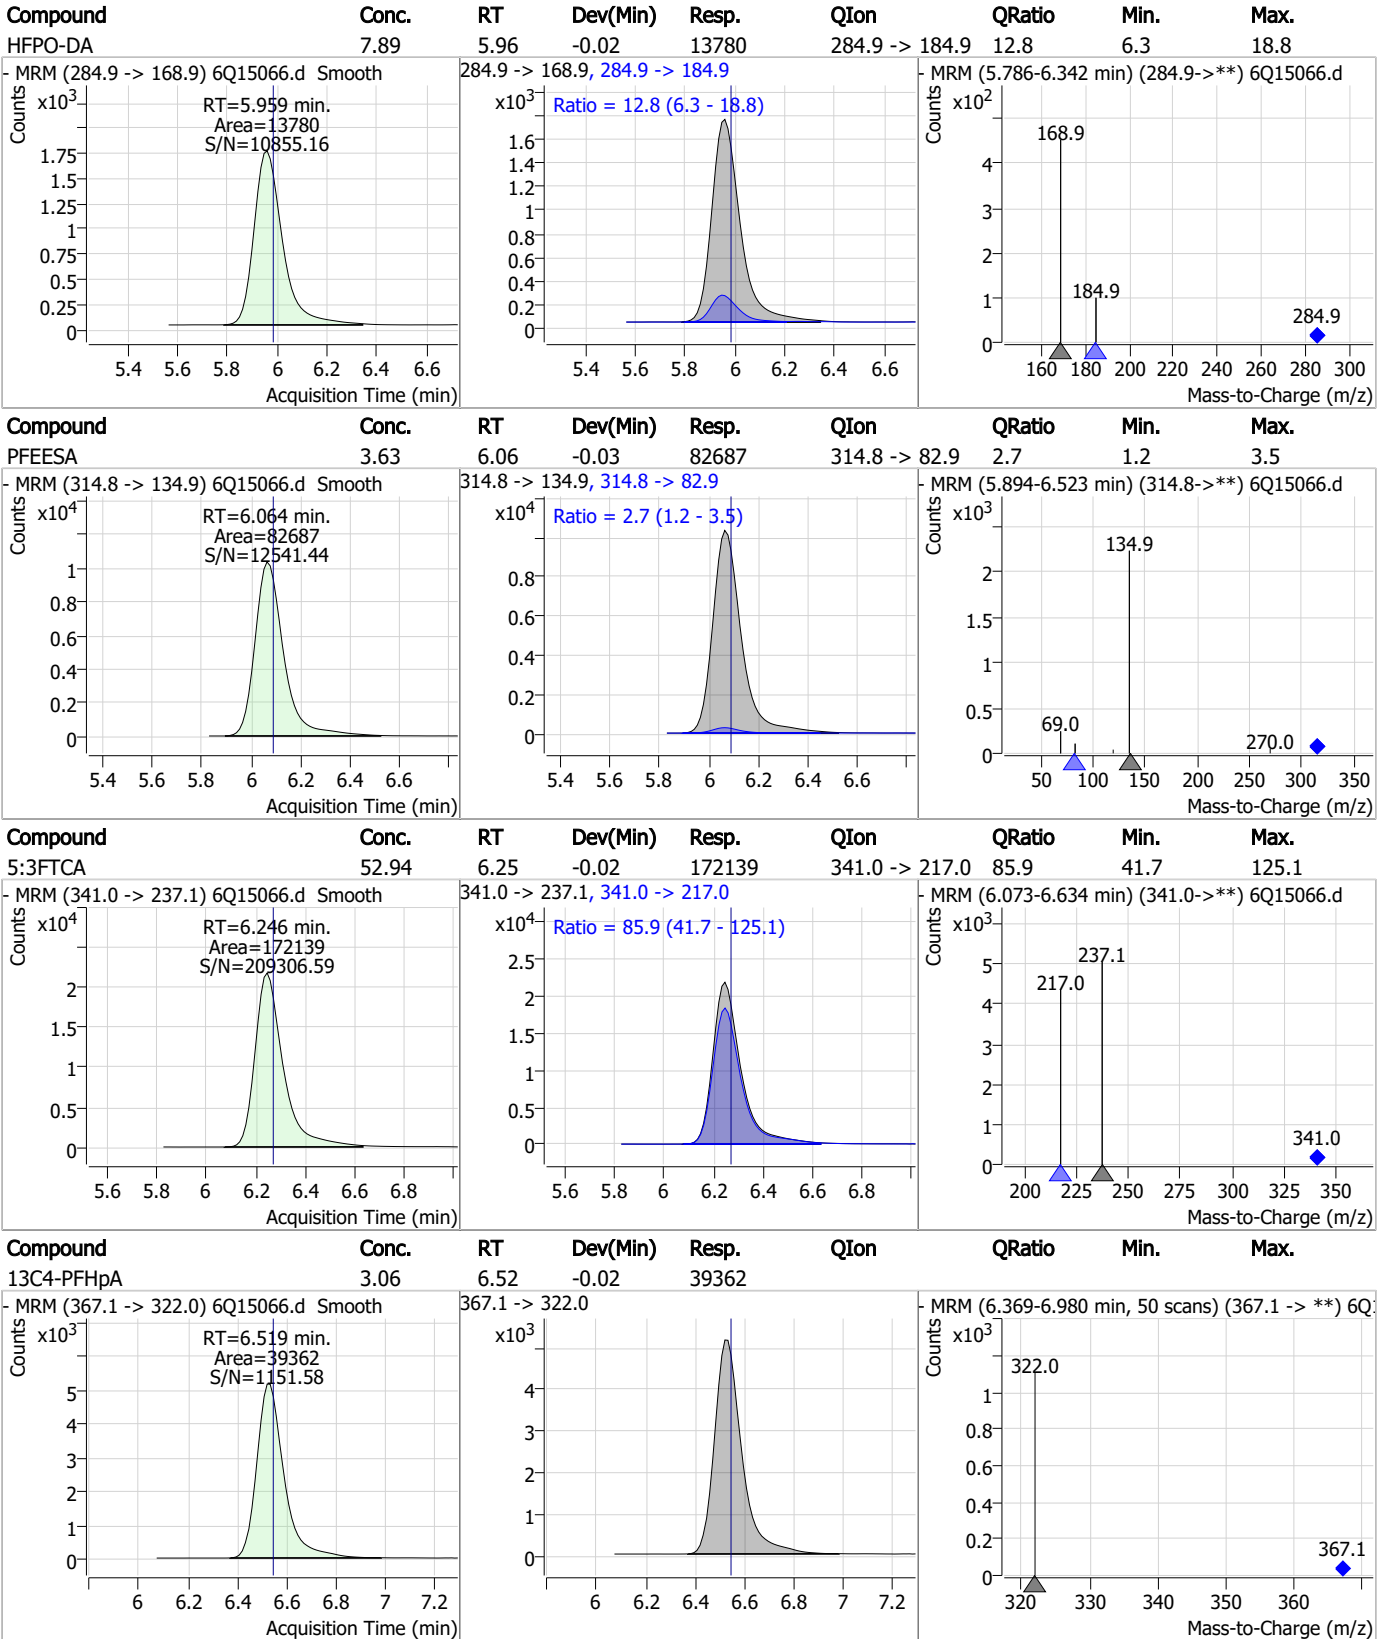 Compound Conc. RT Dev(Min) Resp. QIon QRatio Min. Max.
HFPO-DA 7.89 5.96 -0.02 13780 284.9 -> 184.9 12.8 6.3 18.8
- MRM (284.9 -> 168.9) 6Q15066.d Smooth
Counts
x10³
RT=5.959 min.
Area=13780
S/N=10855.16
1.75
1.5
1.25
1
0.75
0.5
0.25
0
5.4 5.6 5.8 6 6.2 6.4 6.6
Acquisition Time (min)
284.9 -> 168.9, 284.9 -> 184.9
x10³
Ratio = 12.8 (6.3 - 18.8)
1.6
1.4
1.2
1
0.8
0.6
0.4
0.2
0
5.4 5.6 5.8 6 6.2 6.4 6.6
- MRM (5.786-6.342 min) (284.9->**) 6Q15066.d
Counts
x10²
168.9
184.9
284.9
4
3
2
1
0
160 180 200 220 240 260 280 300
Mass-to-Charge (m/z)
Compound Conc. RT Dev(Min) Resp. QIon QRatio Min. Max.
PFEESA 3.63 6.06 -0.03 82687 314.8 -> 82.9 2.7 1.2 3.5
- MRM (314.8 -> 134.9) 6Q15066.d Smooth
Counts
x10⁴
RT=6.064 min.
Area=82687
S/N=12541.44
1
0.8
0.6
0.4
0.2
0
5.4 5.6 5.8 6 6.2 6.4 6.6
Acquisition Time (min)
314.8 -> 134.9, 314.8 -> 82.9
x10⁴
Ratio = 2.7 (1.2 - 3.5)
0.8
0.6
0.4
0.2
0
5.4 5.6 5.8 6 6.2 6.4 6.6
- MRM (5.894-6.523 min) (314.8->**) 6Q15066.d
Counts
x10³
134.9
69.0
270.0
2
1.5
1
0.5
0
50 100 150 200 250 300 350
Mass-to-Charge (m/z)
Compound Conc. RT Dev(Min) Resp. QIon QRatio Min. Max.
5:3FTCA 52.94 6.25 -0.02 172139 341.0 -> 217.0 85.9 41.7 125.1
- MRM (341.0 -> 237.1) 6Q15066.d Smooth
Counts
x10⁴
RT=6.246 min.
Area=172139
S/N=209306.59
2
1.5
1
0.5
0
5.6 5.8 6 6.2 6.4 6.6 6.8
Acquisition Time (min)
341.0 -> 237.1, 341.0 -> 217.0
x10⁴
Ratio = 85.9 (41.7 - 125.1)
2.5
2
1.5
1
0.5
0
5.6 5.8 6 6.2 6.4 6.6 6.8
- MRM (6.073-6.634 min) (341.0->**) 6Q15066.d
Counts
x10³
237.1
217.0
341.0
5
4
3
2
1
0
200 225 250 275 300 325 350
Mass-to-Charge (m/z)
Compound Conc. RT Dev(Min) Resp. QIon QRatio Min. Max.
13C4-PFHpA 3.06 6.52 -0.02 39362
- MRM (367.1 -> 322.0) 6Q15066.d Smooth
Counts
x10³
RT=6.519 min.
Area=39362
S/N=1151.58
5
4
3
2
1
0
6 6.2 6.4 6.6 6.8 7 7.2
Acquisition Time (min)
367.1 -> 322.0
x10³
4
3
2
1
0
6 6.2 6.4 6.6 6.8 7 7.2
- MRM (6.369-6.980 min, 50 scans) (367.1 -> **) 6Q
Counts
x10³
322.0
367.1
1
0.8
0.6
0.4
0.2
0
320 330 340 350 360
Mass-to-Charge (m/z)